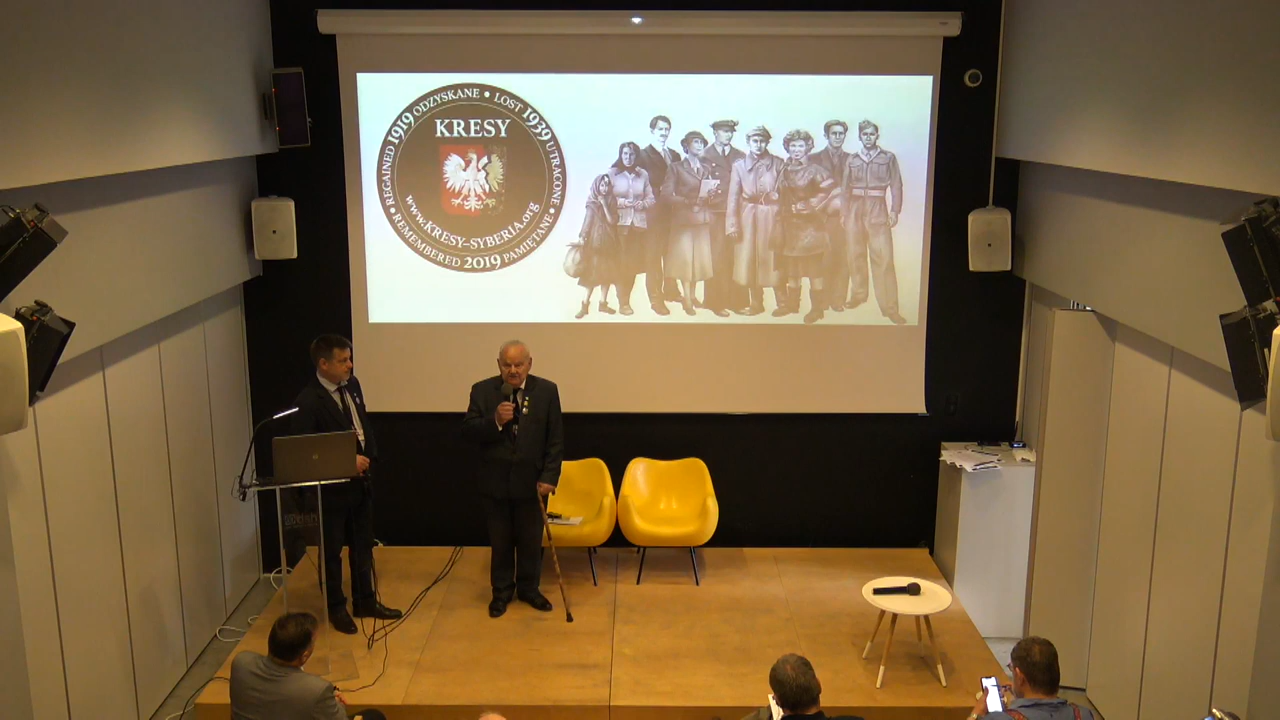 REGAINED 1919 ODZYSKANE • LOST 1939 UTRACONE •
KRESY
www.KRESY-SYBERIA.org
REMEMBERED 2019 PAMIĘTANE